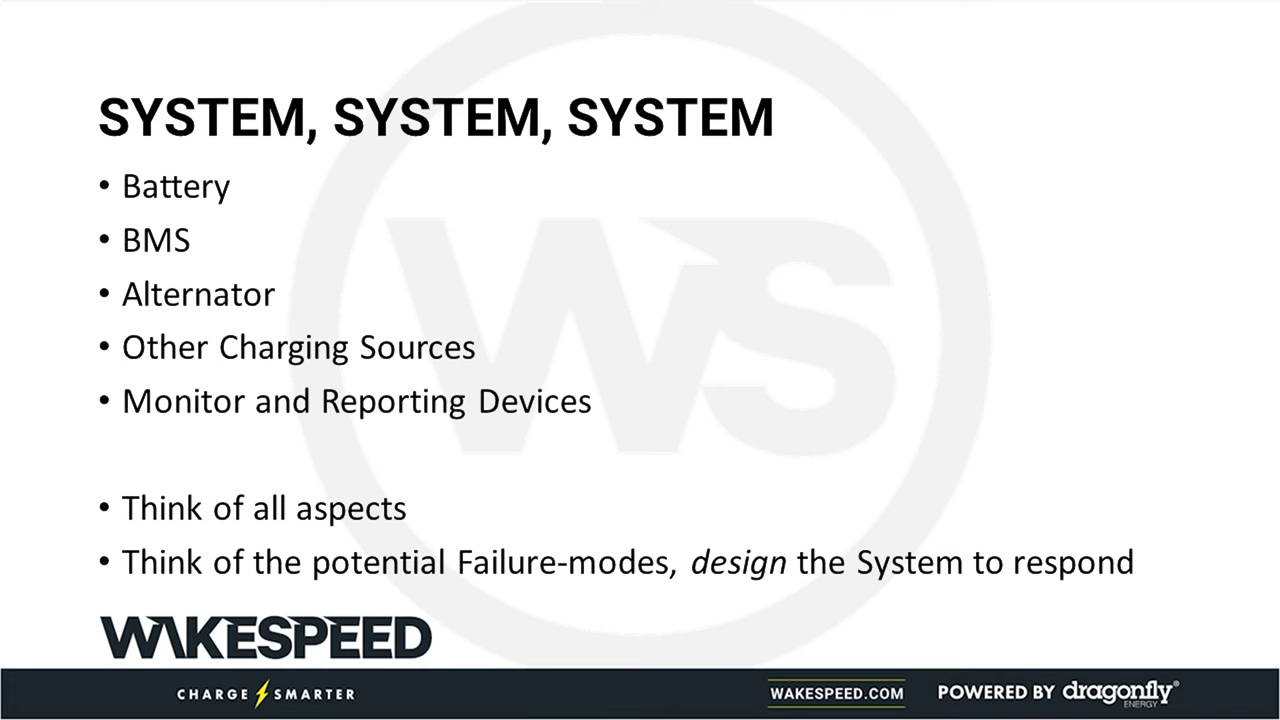 SYSTEM, SYSTEM, SYSTEM
• Battery
• BMS
• Alternator
• Other Charging Sources
• Monitor and Reporting Devices
• Think of all aspects
• Think of the potential Failure-modes, design the System to respond
WS
WAKESPEED
CHARGE SMARTER
WAKESPEED.COM
POWERED BY dragonfly®
ENERGY